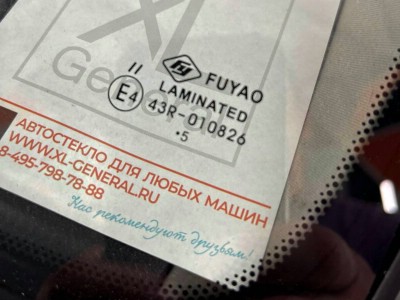 XL
General
FUYAO
LAMINATED
II
E4 43R-010826
.5
АВТОСТЕКЛО ДЛЯ ЛЮБЫХ МАШИН
WWW.XL-GENERAL.RU
8-495-798-78-88
Нас рекомендуют друзьям!